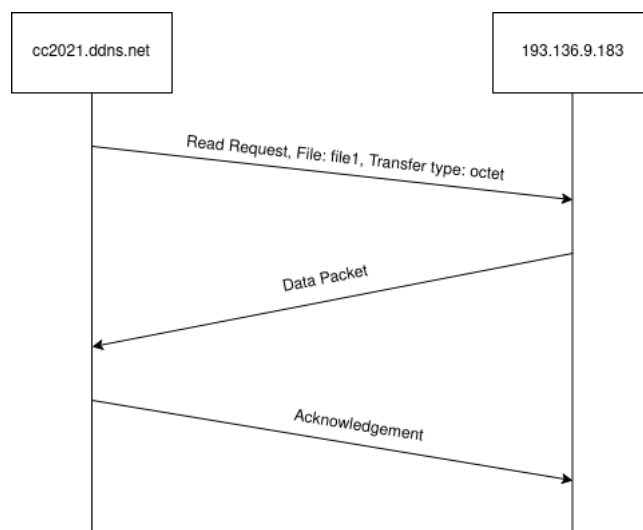 cc2021.ddns.net
193.136.9.183
Read Request, File: file1, Transfer type: octet
Data Packet
Acknowledgement